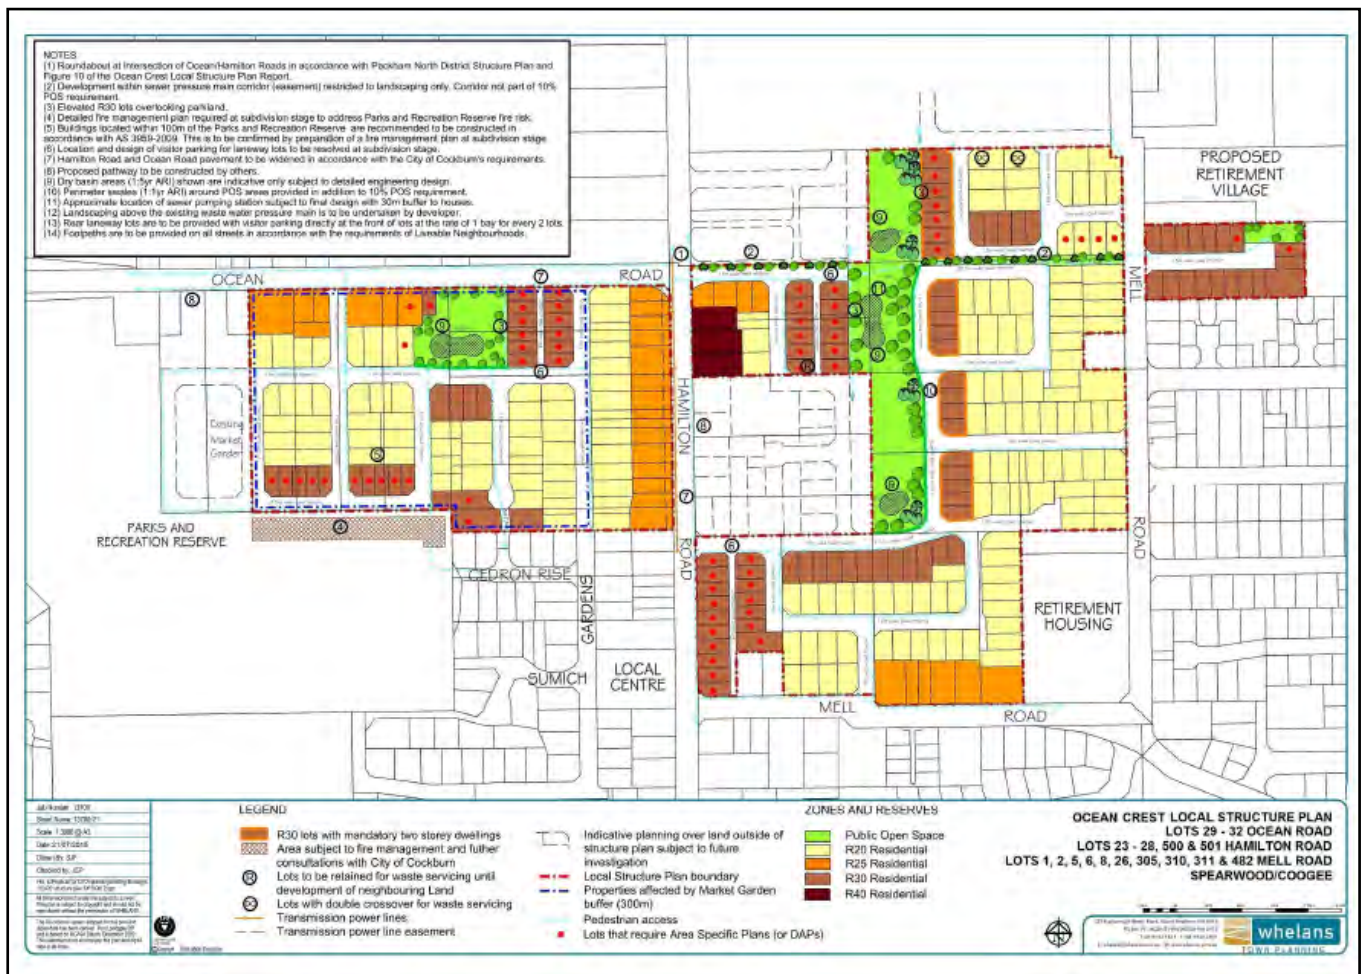 NOTES
(1) Roundabout at Intersection of Ocean/Hamilton Roads in accordance with Packham North District Structure Plan and
Figure 10 of the Ocean Crest Local Structure Plan Report.
(2) Development within sewer pressure main corridor (easement) restricted to landscaping only. Corridor not part of 10%
POS requirement.
(3) Elevated R30 lots overlooking parkland.
(4) Detailed fire management plan required at subdivision stage to address Parks and Recreation Reserve fire risk.
(5) Buildings located within 100m of the Parks and Recreation Reserve are recommended to be constructed in
accordance with AS 3959-2009. This is to be confirmed by preparation of a fire management plan at subdivision stage
(6) Location and design of visitor parking for laneway lots to be resolved at subdivision stage.
(7) Hamilton Road and Ocean Road pavement to be widened in accordance with the City of Cockburn's requirements.
(8) Proposed pathway to be constructed by others.
(9) Dry basin areas (1:5yr ARI) shown are indicative only subject to detailed engineering design.
(10) Perimeter swales (1:1yr ARI) around POS areas provided in addition to 10% POS requirement.
(11) Approximate location of sewer pumping station subject to final design with 30m buffer to houses.
(12) Landscaping above the existing waste water pressure main is to be undertaken by developer.
(13) Rear laneway lots are to be provided with visitor parking directly at the front of lots at the rate of 1 bay for every 2 lots.
(14) Footpaths are to be provided on all streets in accordance with the requirements of Liveable Neighbourhoods.
PROPOSED
RETIREMENT
VILLAGE
OCEAN ROAD
MELL
ROAD
HAMILTON
ROAD
Existing
Market
Garden
PARKS AND
RECREATION RESERVE
CEDRON RISE
GARDENS
SUMICH
LOCAL
CENTRE
RETIREMENT
HOUSING
MELL ROAD
LEGEND
R30 lots with mandatory two storey dwellings
Area subject to fire management and futher
consultations with City of Cockburn
Lots to be retained for waste servicing until
development of neighbouring Land
Lots with double crossover for waste servicing
Transmission power lines
Transmission power line easement
Indicative planning over land outside of
structure plan subject to future
investigation
Local Structure Plan boundary
Properties affected by Market Garden
buffer (300m)
Pedestrian access
Lots that require Area Specific Plans (or DAPs)
ZONES AND RESERVES
Public Open Space
R20 Residential
R25 Residential
R30 Residential
R40 Residential
OCEAN CREST LOCAL STRUCTURE PLAN
LOTS 29 - 32 OCEAN ROAD
LOTS 23 - 28, 500 & 501 HAMILTON ROAD
LOTS 1, 2, 5, 6, 8, 26, 305, 310, 311 & 482 MELL ROAD
SPEARWOOD/COOGEE
whelans
TOWN PLANNING